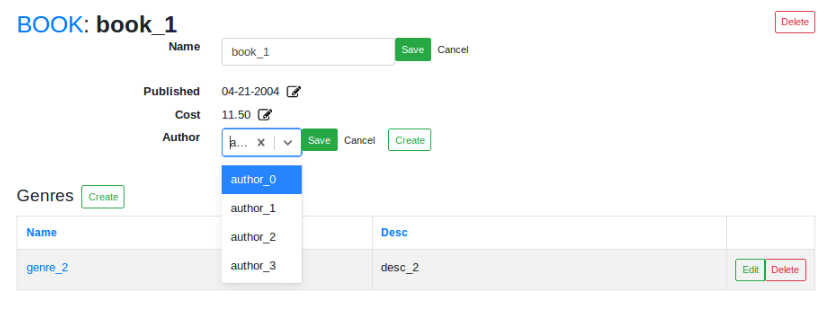 BOOK: book_1
Delete
Name book_1 Save Cancel
Published 04-21-2004
Cost 11.50
Author a... Save Cancel Create
author_0
author_1
author_2
author_3
Genres Create
Name Desc
genre_2 desc_2 Edit Delete